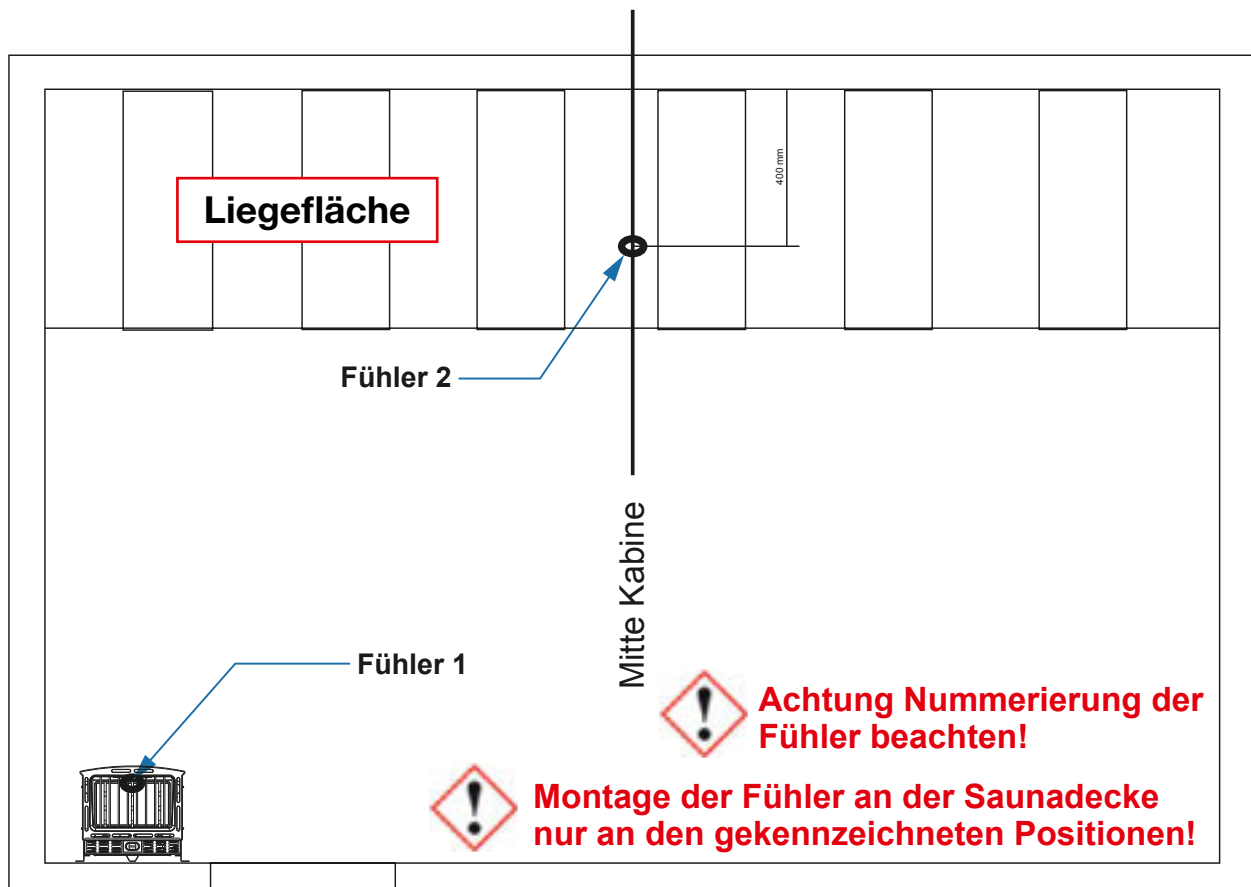 400 mm
Liegefläche
Fühler 2
Mitte Kabine
Fühler 1
Achtung Nummerierung der
Fühler beachten!
Montage der Fühler an der Saunadecke
nur an den gekennzeichneten Positionen!